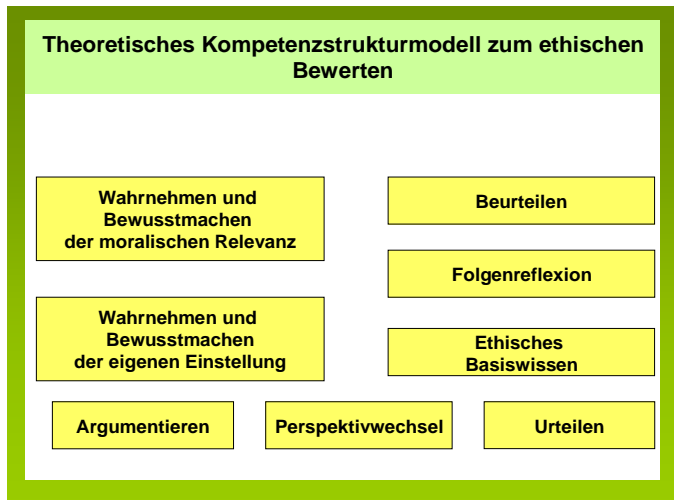 Theoretisches Kompetenzstrukturmodell zum ethischen
Bewerten
Wahrnehmen und
Bewusstmachen
der moralischen Relevanz
Beurteilen
Folgenreflexion
Wahrnehmen und
Bewusstmachen
der eigenen Einstellung
Ethisches
Basiswissen
Argumentieren
Perspektivwechsel
Urteilen